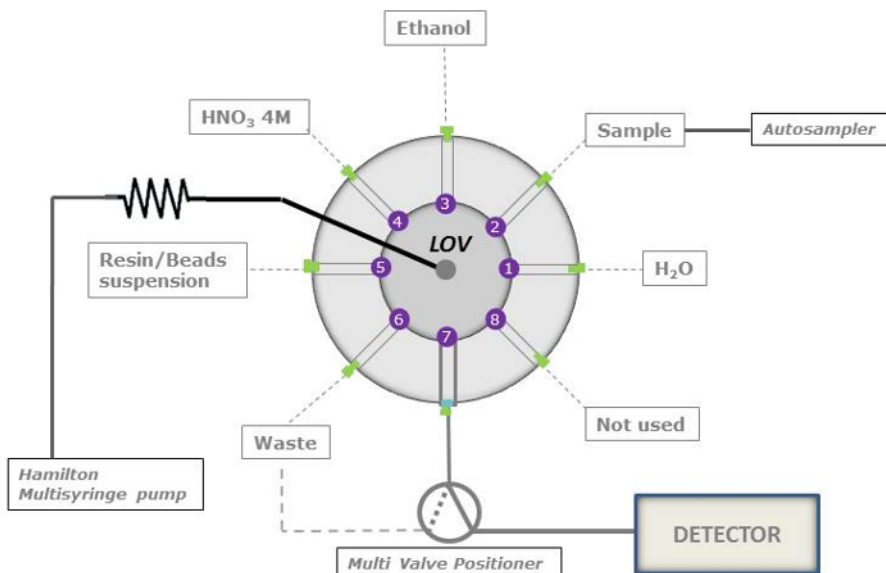 Ethanol
HNO₃ 4M
Sample
Autosampler
3
4
2
LOV
Resin/Beads
suspension
5
1
H₂O
6
8
7
Waste
Not used
Hamilton
Multisyringe pump
DETECTOR
Multi Valve Positioner